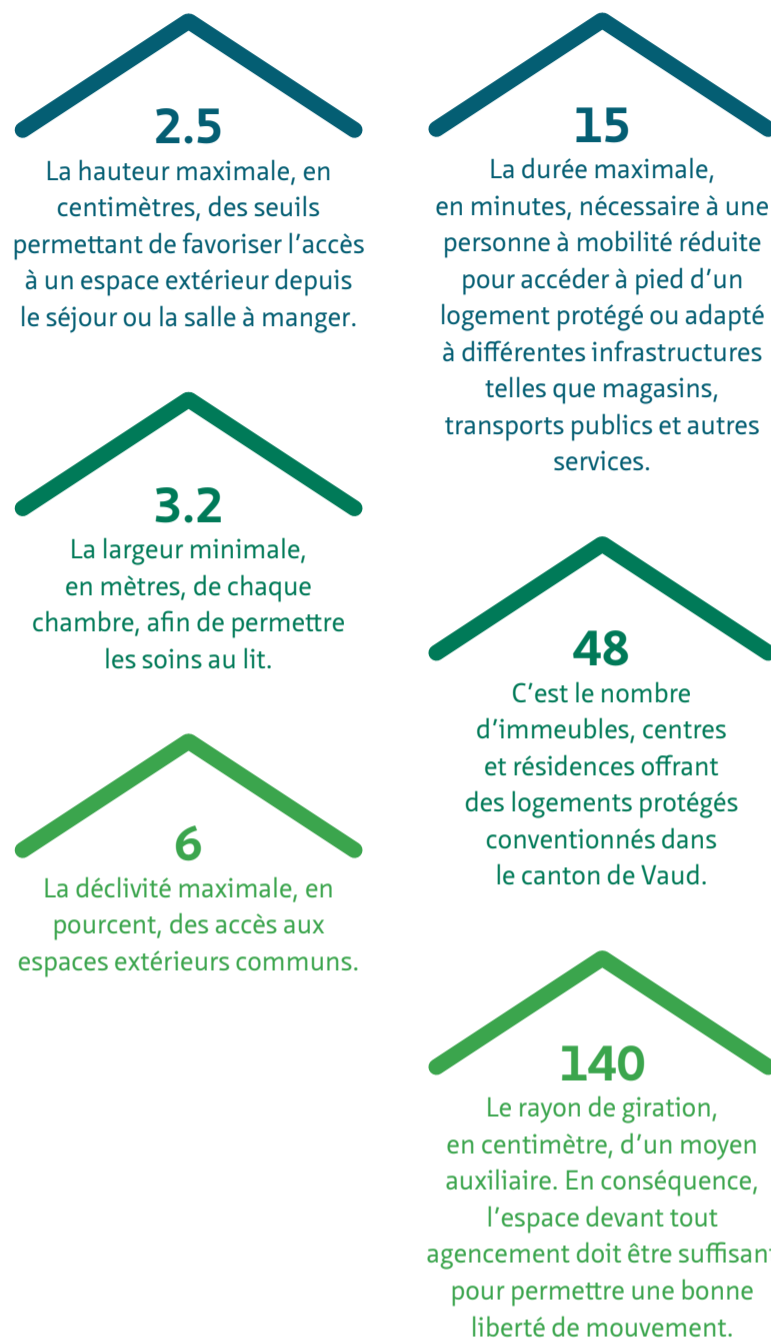 2.5
La hauteur maximale, en
centimètres, des seuils
permettant de favoriser l’accès
à un espace extérieur depuis
le séjour ou la salle à manger.
3.2
La largeur minimale,
en mètres, de chaque
chambre, afin de permettre
les soins au lit.
6
La déclivité maximale, en
pourcent, des accès aux
espaces extérieurs communs.
15
La durée maximale,
en minutes, nécessaire à une
personne à mobilité réduite
pour accéder à pied d’un
logement protégé ou adapté
à différentes infrastructures
telles que magasins,
transports publics et autres
services.
48
C’est le nombre
d’immeubles, centres
et résidences offrant
des logements protégés
conventionnés dans
le canton de Vaud.
140
Le rayon de giration,
en centimètre, d’un moyen
auxiliaire. En conséquence,
l’espace devant tout
agencement doit être suffisant
pour permettre une bonne
liberté de mouvement.